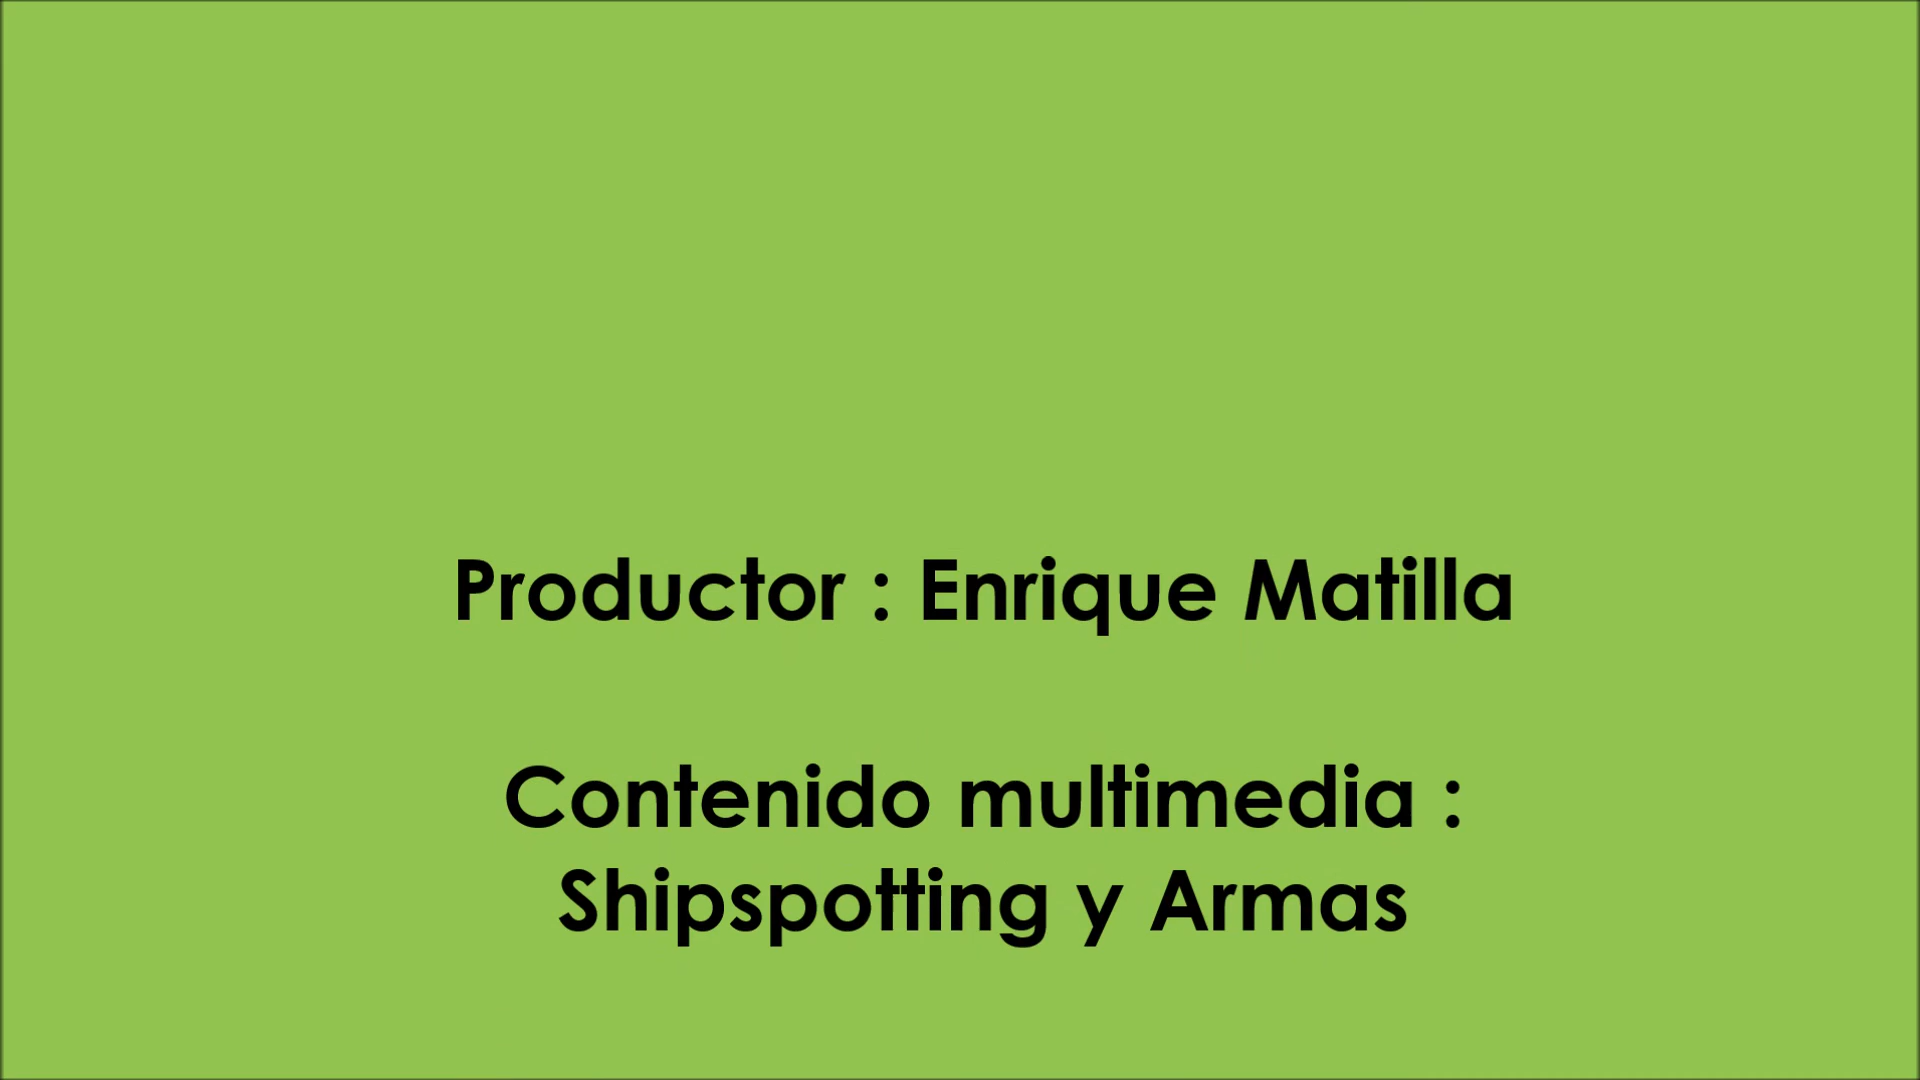 Productor : Enrique Matilla
Contenido multimedia :
Shipspotting y Armas